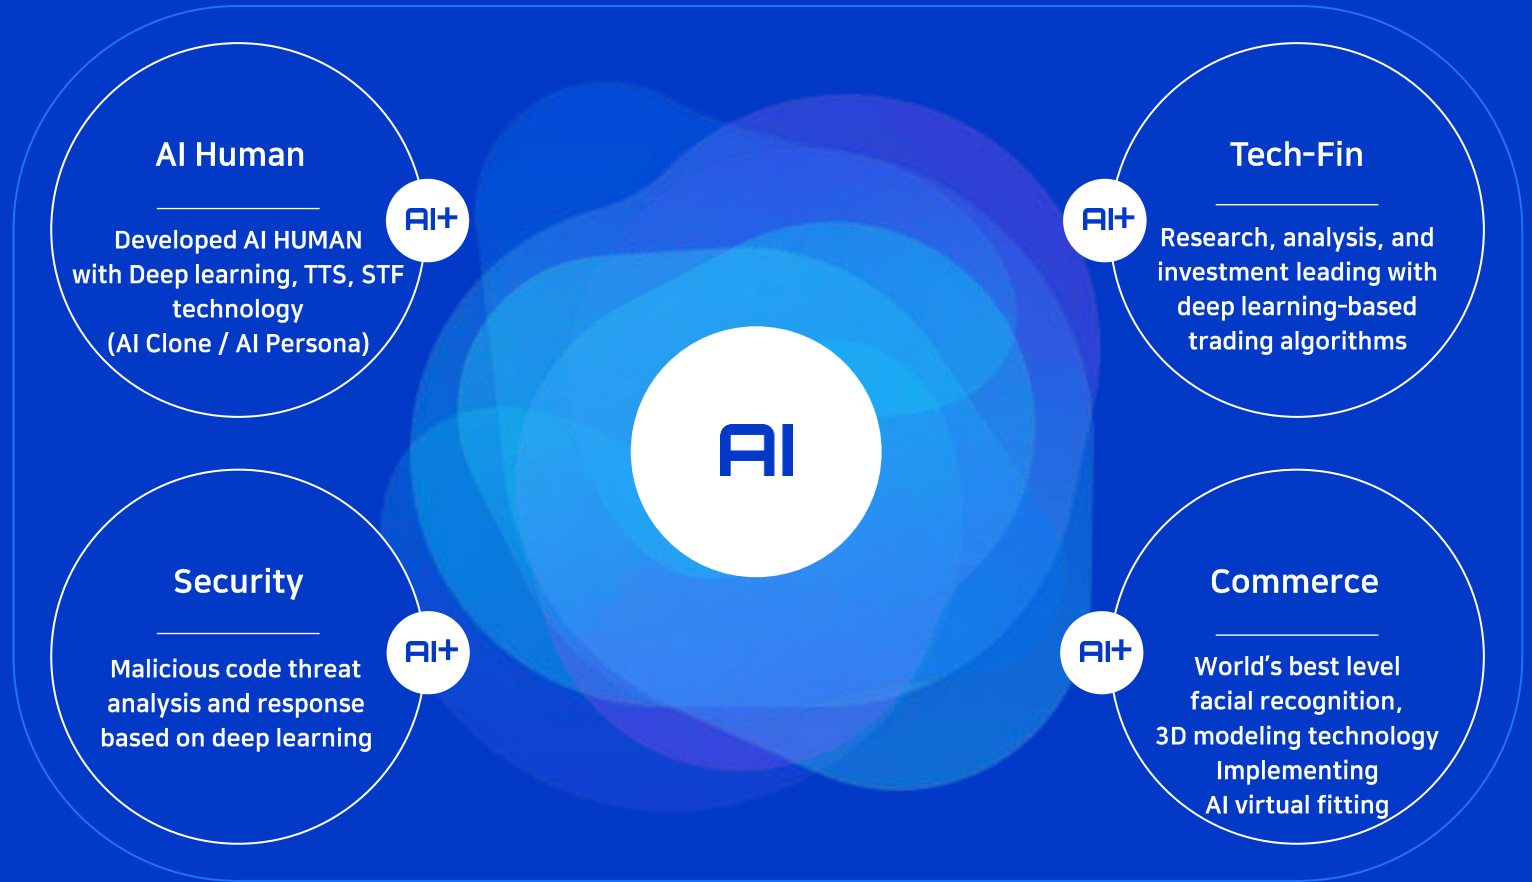 AI Human
Developed AI HUMAN
with Deep learning, TTS, STF
technology
(AI Clone / AI Persona)
AI+
Tech-Fin
Research, analysis, and
investment leading with
deep learning-based
trading algorithms
AI+
AI
Security
Malicious code threat
analysis and response
based on deep learning
AI+
Commerce
World's best level
facial recognition,
3D modeling technology
Implementing
AI virtual fitting
AI+